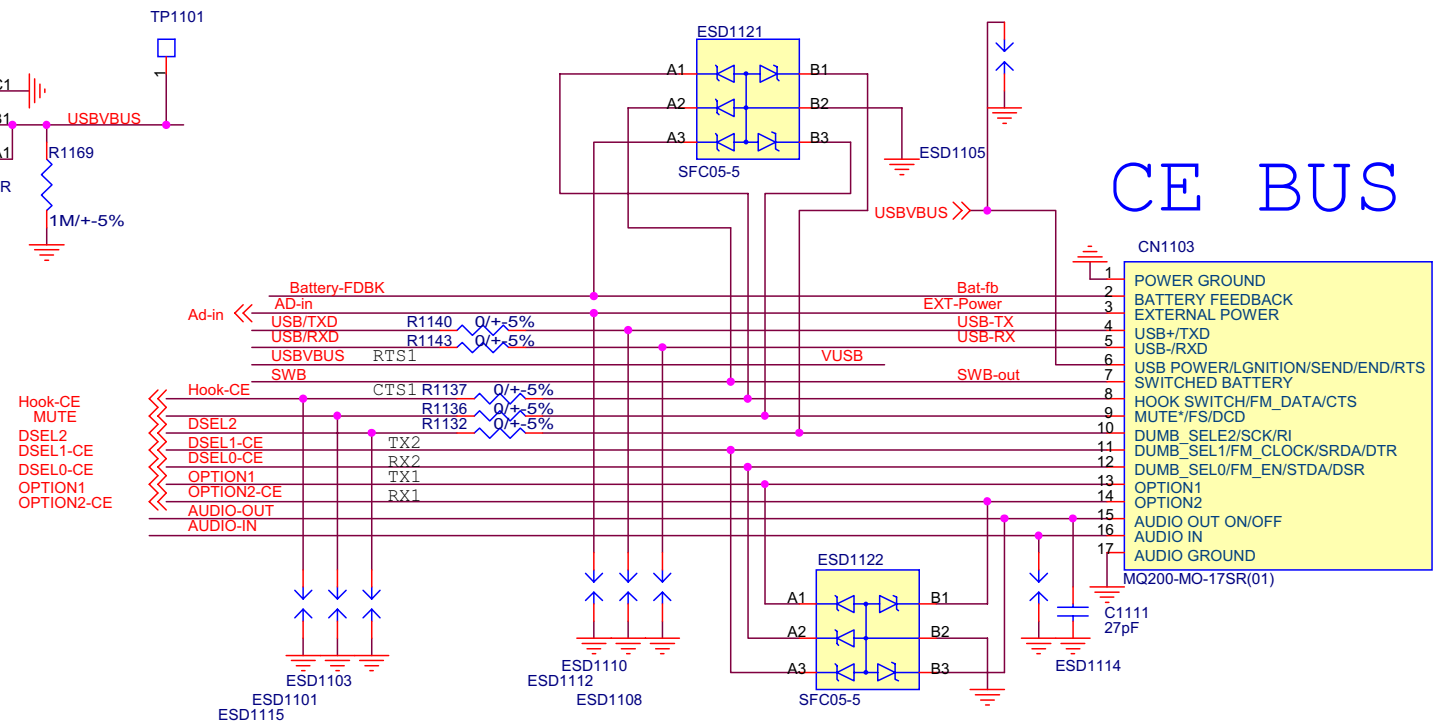 TP1101
1
C1
B1
USBVBUS
A1
R1169
R
1M/+-5%
ESD1121
A1
B1
A2
B2
A3
B3
SFC05-5
ESD1105
USBVBUS
CE BUS
CN1103
Battery-FDBK
Bat-fb
1
POWER GROUND
2
BATTERY FEEDBACK
Ad-in
AD-in
EXT-Power
3
EXTERNAL POWER
USB/TXD
R1140
0/+-5%
USB-TX
4
USB+/TXD
USB/RXD
R1143
0/+-5%
USB-RX
5
USB-/RXD
USBVBUS
RTS1
VUSB
6
USB POWER/LGNITION/SEND/END/RTS
SWB
SWB-out
7
SWITCHED BATTERY
Hook-CE
Hook-CE
CTS1
R1137
0/+-5%
8
HOOK SWITCH/FM_DATA/CTS
MUTE
R1136
0/+-5%
9
MUTE*/FS/DCD
DSEL2
DSEL2
R1132
0/+-5%
10
DUMB_SELE2/SCK/RI
DSEL1-CE
DSEL1-CE
TX2
11
DUMB_SEL1/FM_CLOCK/SRDA/DTR
DSEL0-CE
DSEL0-CE
RX2
12
DUMB_SEL0/FM_EN/STDA/DSR
OPTION1
OPTION1
TX1
13
OPTION1
OPTION2-CE
OPTION2-CE
RX1
14
OPTION2
AUDIO-OUT
15
AUDIO OUT ON/OFF
AUDIO-IN
16
AUDIO IN
17
AUDIO GROUND
MQ200-MO-17SR(01)
ESD1122
A1
B1
A2
B2
A3
B3
SFC05-5
C1111
27pF
ESD1114
ESD1103
ESD1101
ESD1115
ESD1110
ESD1112
ESD1108